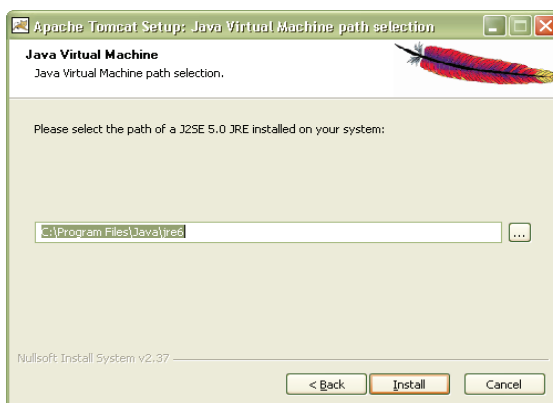 Apache Tomcat Setup: Java Virtual Machine path selection
Java Virtual Machine
Java Virtual Machine path selection.
Please select the path of a J2SE 5.0 JRE installed on your system:
C:\Program Files\Java\jre6
...
Nullsoft Install System v2.37
< Back
Install
Cancel